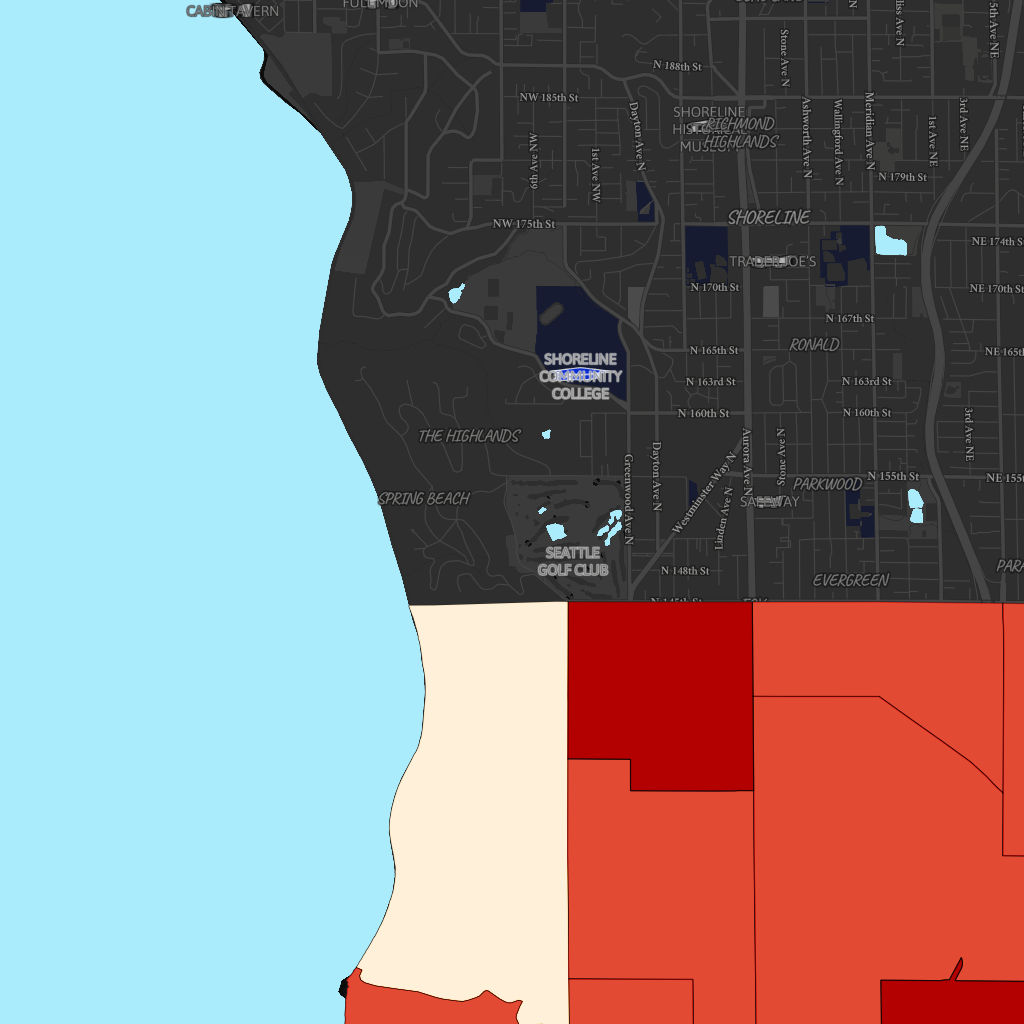 CABIN TAVERN
FULL MOON
N 188th St
Stone Ave N
5th Ave NE
NW 185th St
SHORELINE
HISTORICAL
MUSEUM
RICHMOND
HIGHLANDS
Dayton Ave N
Ashworth Ave N
Wallingford Ave N
Meridian Ave N
1st Ave NE
3rd Ave NE
6th Ave NW
1st Ave NW
N 179th St
NW 175th St
SHORELINE
NE 174th St
TRADER JOE'S
N 170th St
NE 170th St
N 167th St
RONALD
N 165th St
NE 165th
SHORELINE
COMMUNITY
COLLEGE
N 163rd St
N 163rd St
N 160th St
N 160th St
3rd Ave NE
THE HIGHLANDS
Greenwood Ave N
Dayton Ave N
Westminster Way N
Aurora Ave N
Stone Ave N
Linden Ave N
N 155th St
NE 155th
PARKWOOD
SPRING BEACH
SAFEWAY
SEATTLE
GOLF CLUB
N 148th St
EVERGREEN
N 145th St